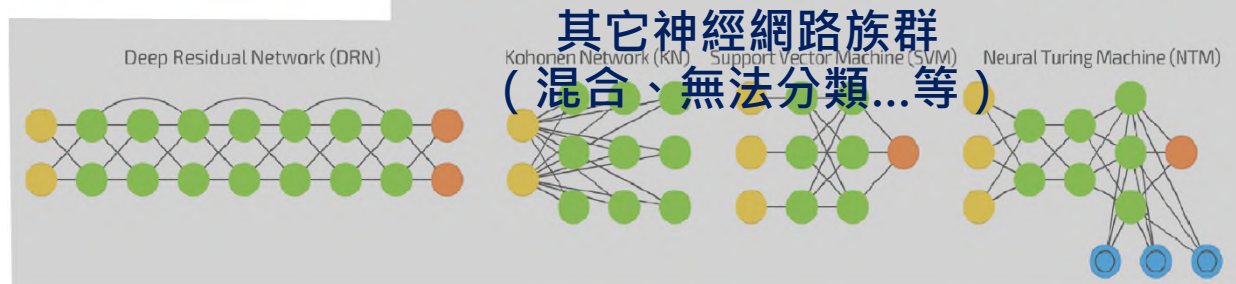 其它神經網路族群
(混合、無法分類...等)
Deep Residual Network (DRN)
Kohonen Network (KN)
Support Vector Machine (SVM)
Neural Turing Machine (NTM)